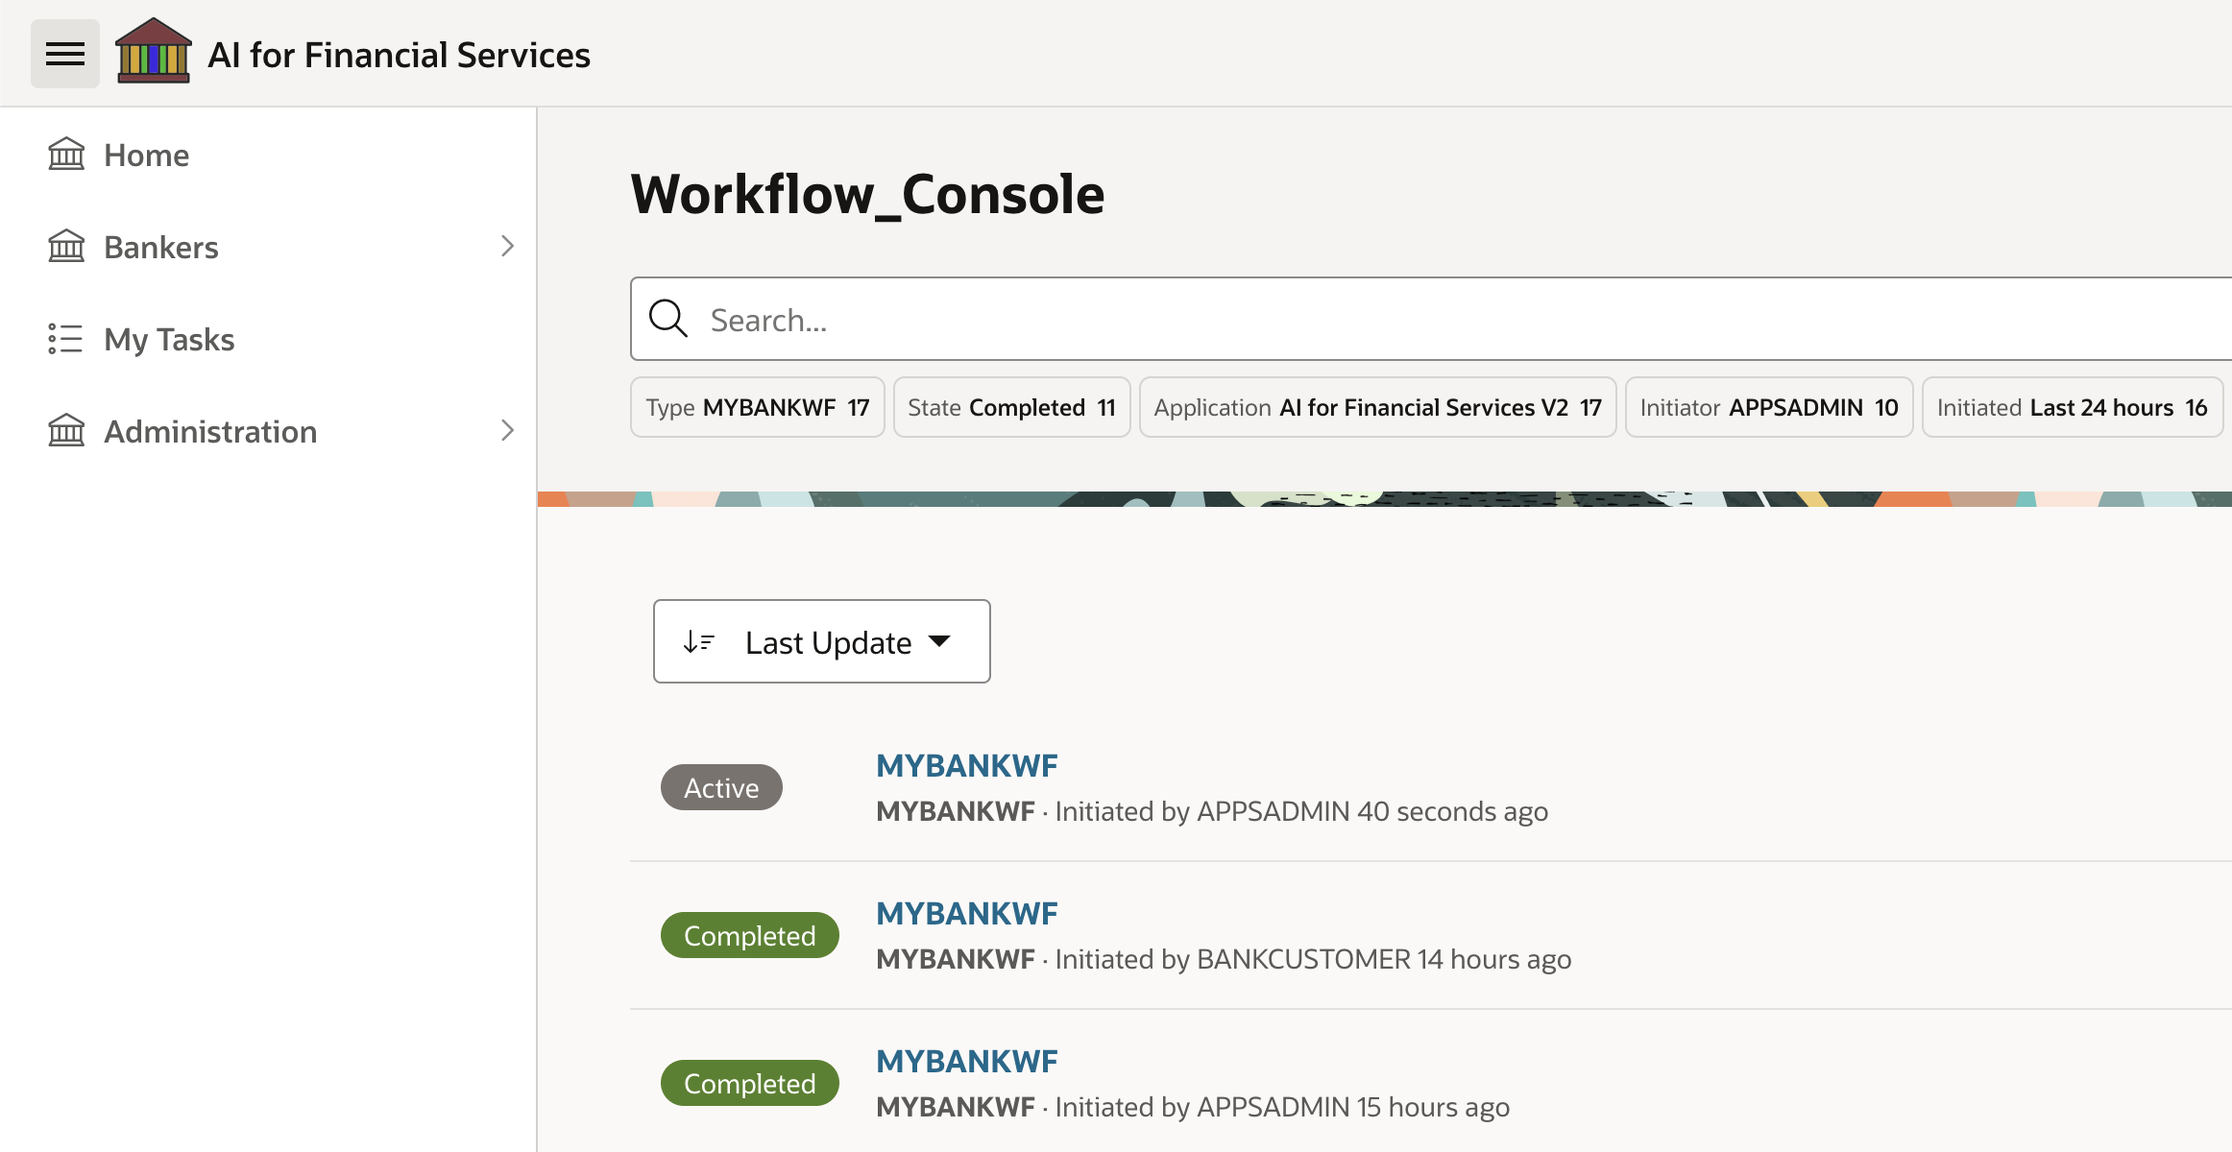 AI for Financial Services
Home
Bankers
My Tasks
Administration
Workflow_Console
Search...
Type MYBANKWF 17
State Completed 11
Application AI for Financial Services V2 17
Initiator APPSADMIN 10
Initiated Last 24 hours 16
Last Update
Active
MYBANKWF
MYBANKWF · Initiated by APPSADMIN 40 seconds ago
Completed
MYBANKWF
MYBANKWF · Initiated by BANKCUSTOMER 14 hours ago
Completed
MYBANKWF
MYBANKWF · Initiated by APPSADMIN 15 hours ago